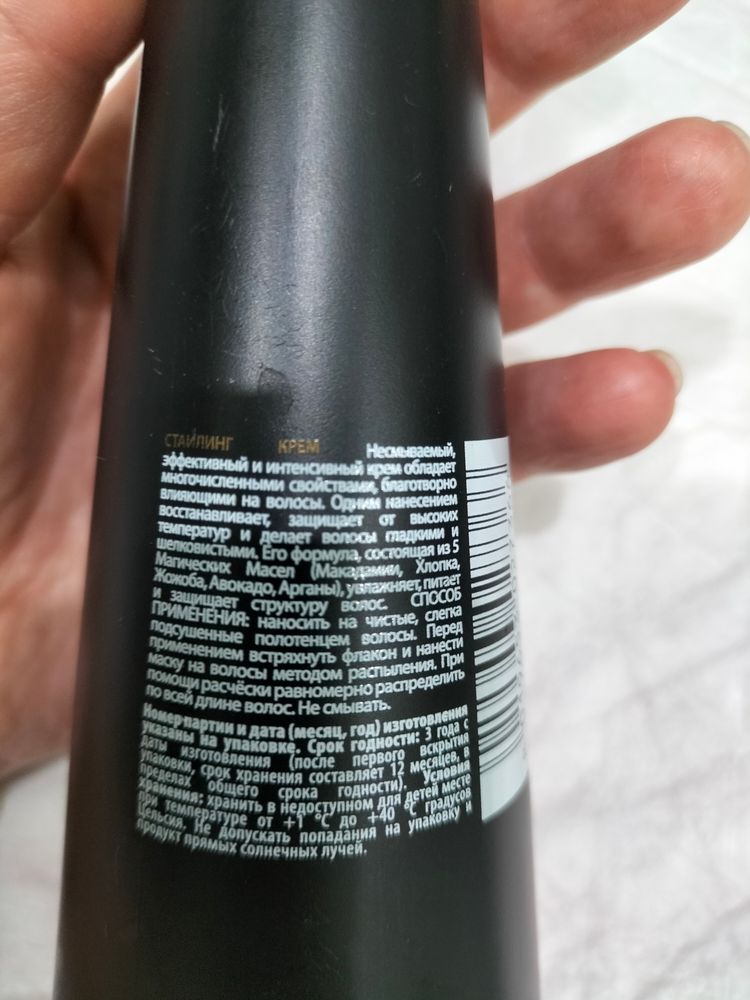 СТАЙЛИНГ КРЕМ Несмываемый,
эффективный и интенсивный крем обладает
многочисленными свойствами, благотворно
влияющими на волосы. Одним нанесением
восстанавливает, защищает от высоких
температур и делает волосы гладкими и
шелковистыми. Его формула, состоящая из 5
Магических Масел (Макадамии, Хлопка,
Жожоба, Авокадо, Арганы), увлажняет, питает
и защищает структуру волос. СПОСОБ
ПРИМЕНЕНИЯ: наносить на чистые, слегка
подсушенные полотенцем волосы. Перед
применением встряхнуть флакон и нанести
маску на волосы методом распыления. При
помощи расчёски равномерно распределить
по всей длине волос. Не смывать.
Номер партии и дата (месяц, год) изготовления
указаны на упаковке. Срок годности: 3 года с
даты изготовления (после первого вскрытия
упаковки, срок хранения составляет 12 месяцев, в
пределах общего срока годности). Условия
хранения: хранить в недоступном для детей месте
при температуре от +1 °C до +40 °C градусов
Цельсия. Не допускать попадания на упаковку и
продукт прямых солнечных лучей.